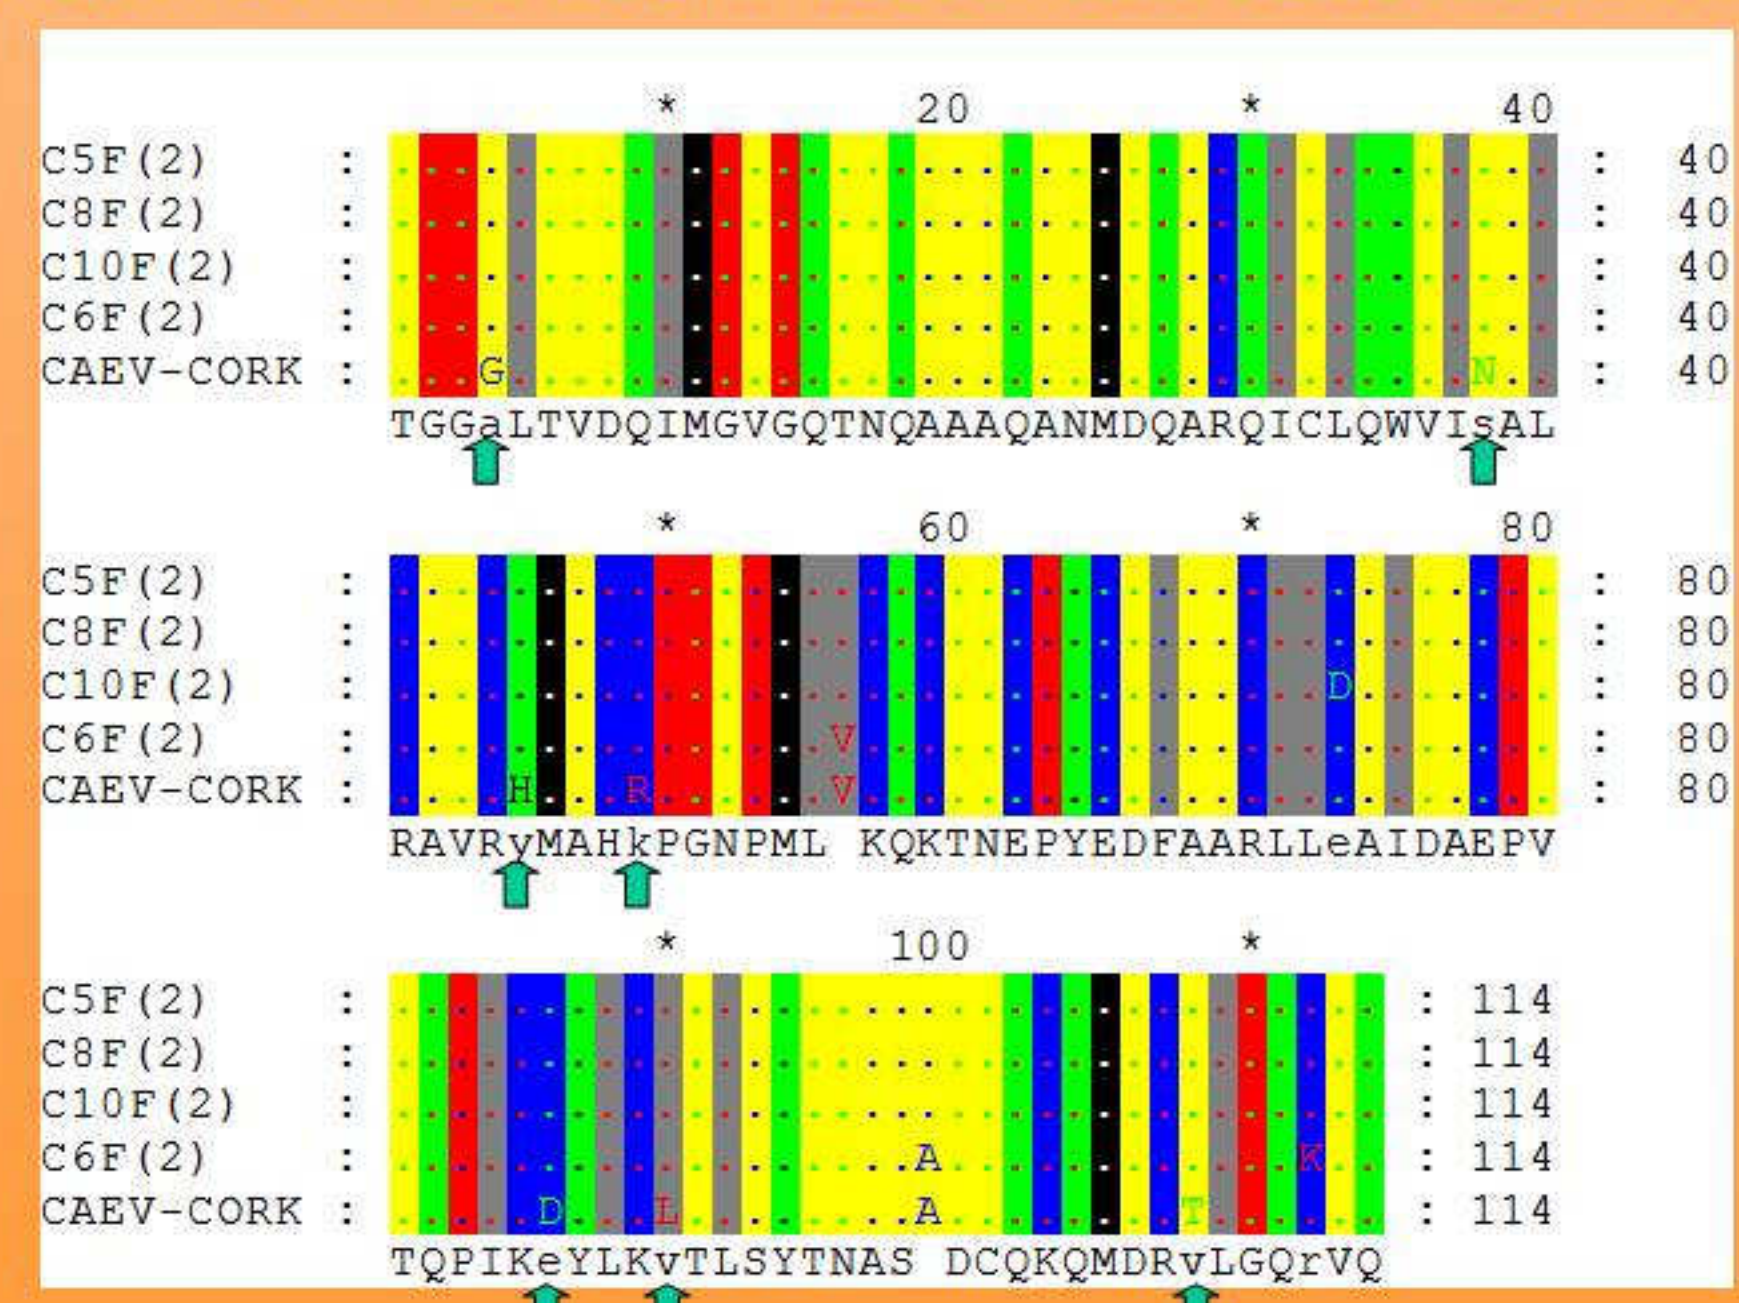 * 20 * 40
C5F(2) : ........................................ : 40
C8F(2) : ........................................ : 40
C10F(2) : ........................................ : 40
C6F(2) : ........................................ : 40
CAEV-CORK : ...G.................................N.. : 40
TGGaLTVDQIMGVGQTNQAAAQANMDQARQICLQWVIsAL
* 60 * 80
C5F(2) : ........................................ : 80
C8F(2) : ........................................ : 80
C10F(2) : ................................D....... : 80
C6F(2) : ...............V........................ : 80
CAEV-CORK : ....H...R......V........................ : 80
RAVRyMAHkPGNPML KQKTNEPYEDFAARLLeAIDAEPV
* 100 *
C5F(2) : .................................. : 114
C8F(2) : .................................. : 114
C10F(2) : .................................. : 114
C6F(2) : ..................A............K.. : 114
CAEV-CORK : .....D...L........A........T...... : 114
TQPIKeYLKvTLSYTNAS DCQKQMDRvLGQrVQ